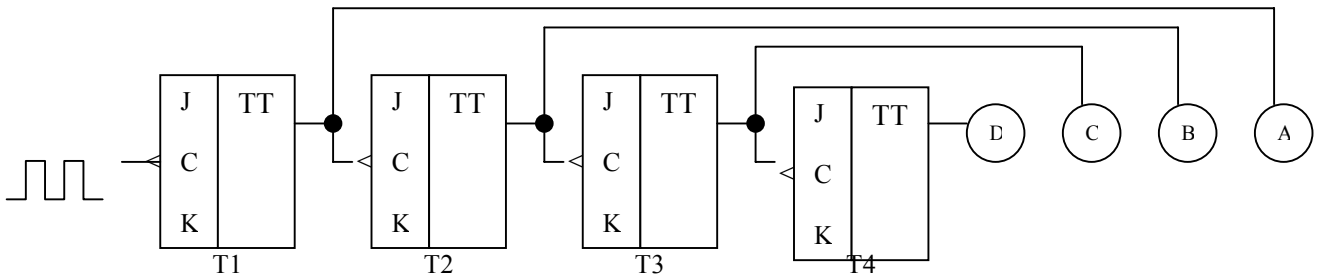 J TT J TT J TT J TT
C C C C D C B A
K K K K
T1 T2 T3 T4